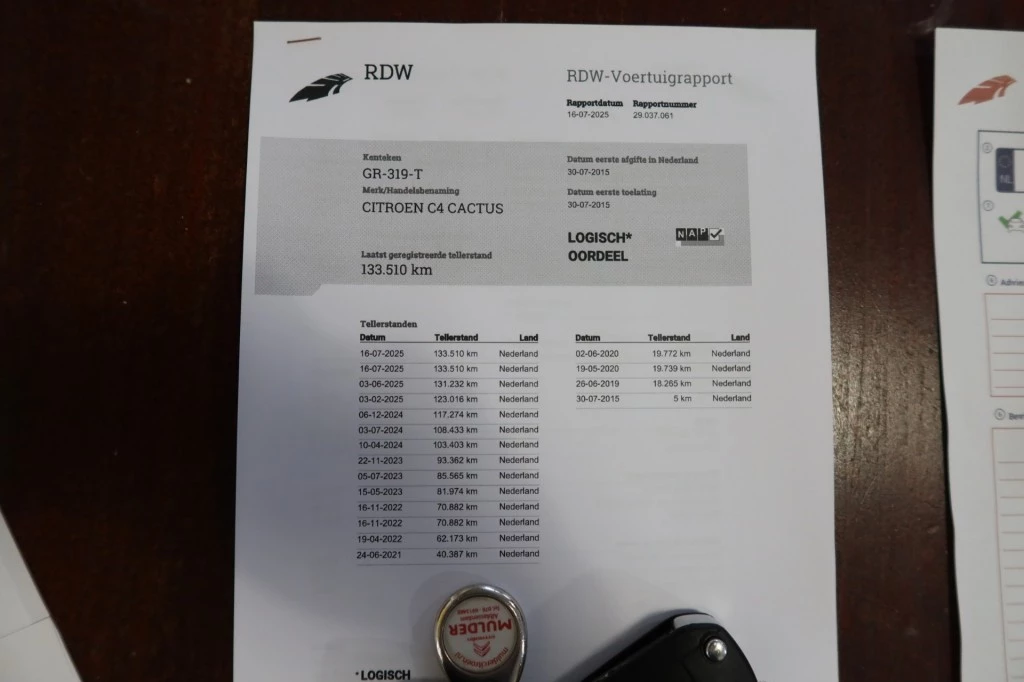 RDW
RDW-Voertuigrapport
Rapportdatum Rapportnummer
16-07-2025 29.037.061
Kenteken
GR-319-T
Merk/Handelsbenaming
CITROEN C4 CACTUS
Laatst geregistreerde tellerstand
133.510 km
Datum eerste afgifte in Nederland
30-07-2015
Datum eerste toelating
30-07-2015
LOGISCH*
OORDEEL
NAP
Tellerstanden
Datum Tellerstand Land
16-07-2025 133.510 km Nederland
16-07-2025 133.510 km Nederland
03-06-2025 131.232 km Nederland
03-02-2025 123.016 km Nederland
06-12-2024 117.274 km Nederland
03-07-2024 108.433 km Nederland
10-04-2024 103.403 km Nederland
22-11-2023 93.362 km Nederland
05-07-2023 85.565 km Nederland
15-05-2023 81.974 km Nederland
16-11-2022 70.882 km Nederland
16-11-2022 70.882 km Nederland
19-04-2022 62.173 km Nederland
24-06-2021 40.387 km Nederland
Datum Tellerstand Land
02-06-2020 19.772 km Nederland
19-05-2020 19.739 km Nederland
26-06-2019 18.265 km Nederland
30-07-2015 5 km Nederland
* LOGISCH
MULDER
NL